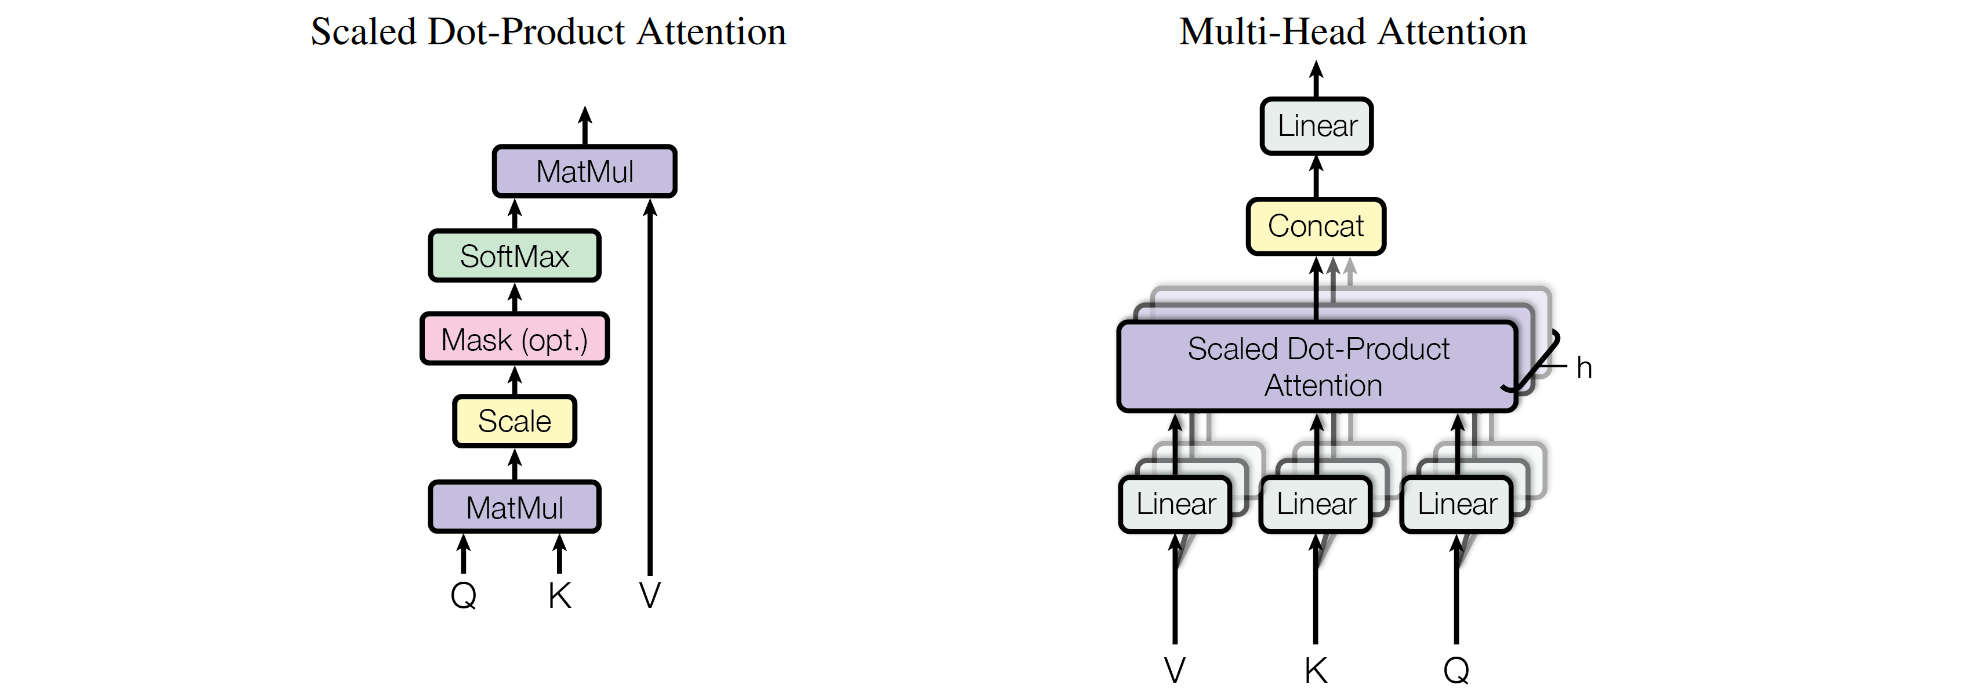 Scaled Dot-Product Attention
MatMul
SoftMax
Mask (opt.)
Scale
MatMul
Q K V
Multi-Head Attention
Linear
Concat
Scaled Dot-Product
Attention
h
Linear Linear Linear
V K Q